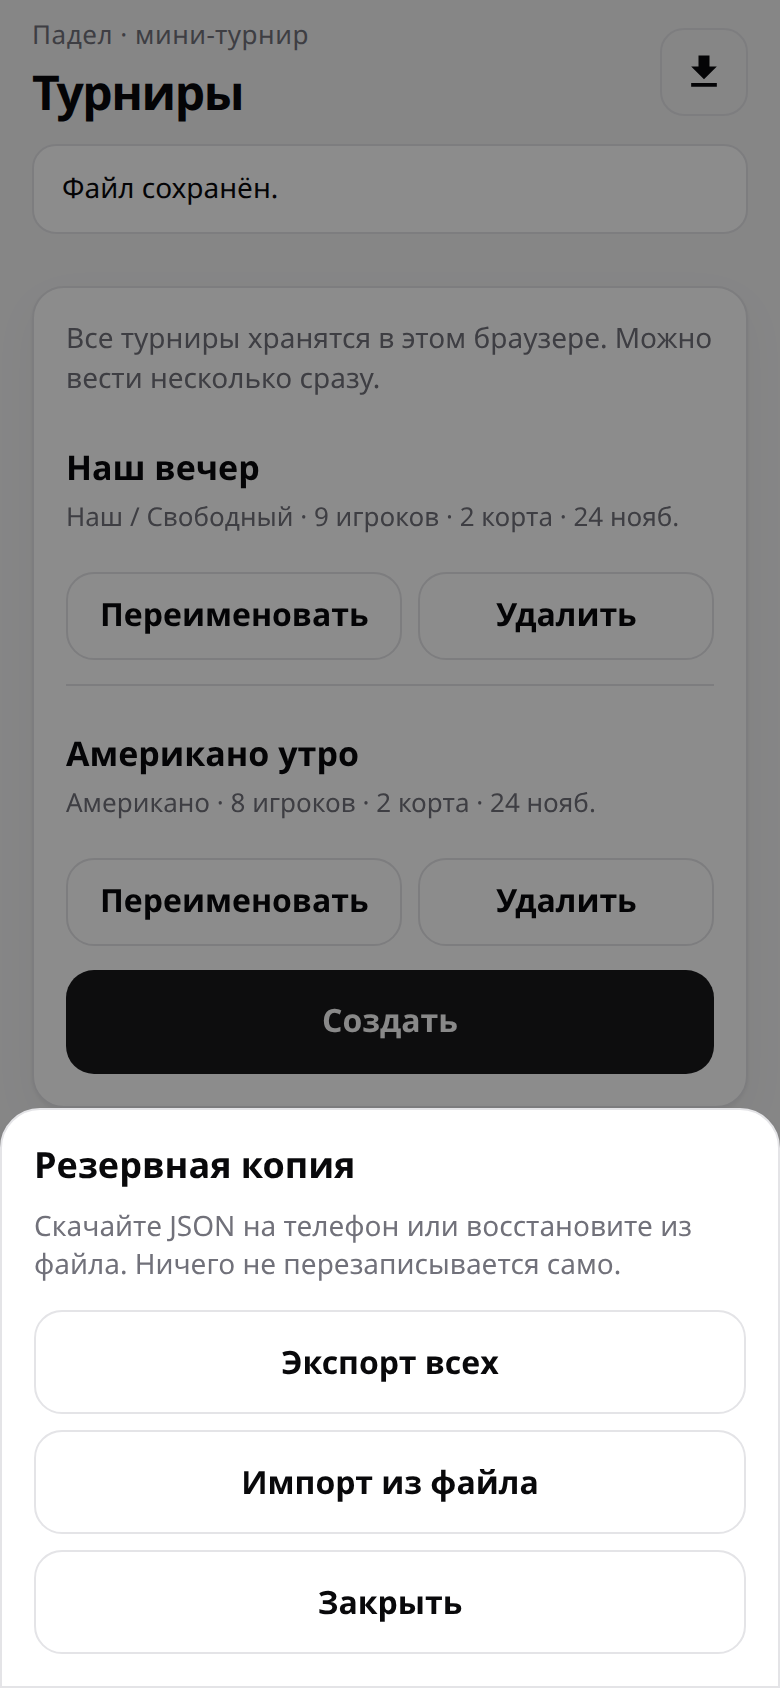 Падел · мини-турнир
Турниры
Файл сохранён.
Все турниры хранятся в этом браузере. Можно
вести несколько сразу.
Наш вечер
Наш / Свободный · 9 игроков · 2 корта · 24 нояб.
Переименовать
Удалить
Американо утро
Американо · 8 игроков · 2 корта · 24 нояб.
Переименовать
Удалить
Создать
Резервная копия
Скачайте JSON на телефон или восстановите из
файла. Ничего не перезаписывается само.
Экспорт всех
Импорт из файла
Закрыть